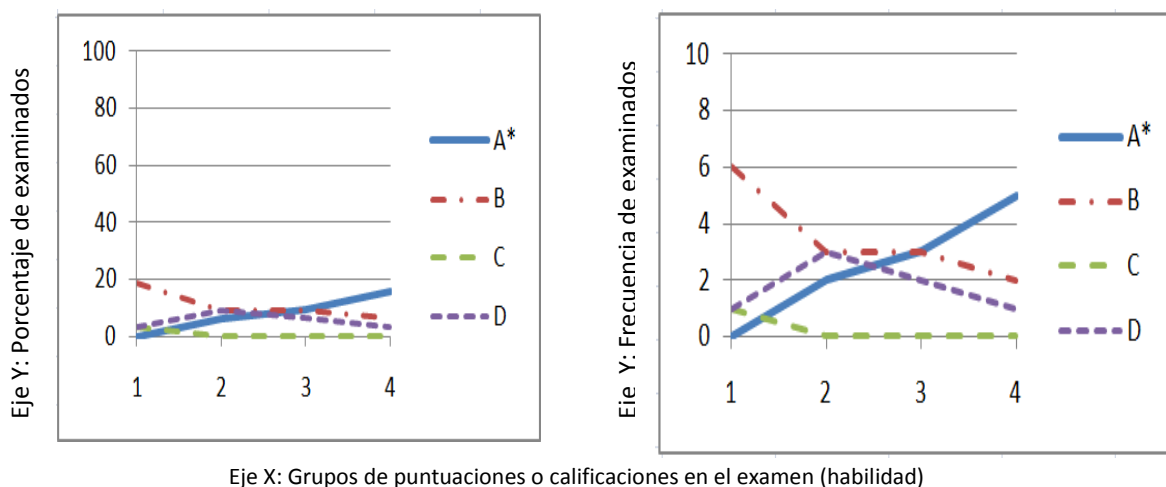 Eje Y: Porcentaje de examinados
100
80
60
40
20
0
1 2 3 4
A*
B
C
D
Eie Y: Frecuencia de examinados
10
8
6
4
2
0
1 2 3 4
A*
B
C
D
Eje X: Grupos de puntuaciones o calificaciones en el examen (habilidad)